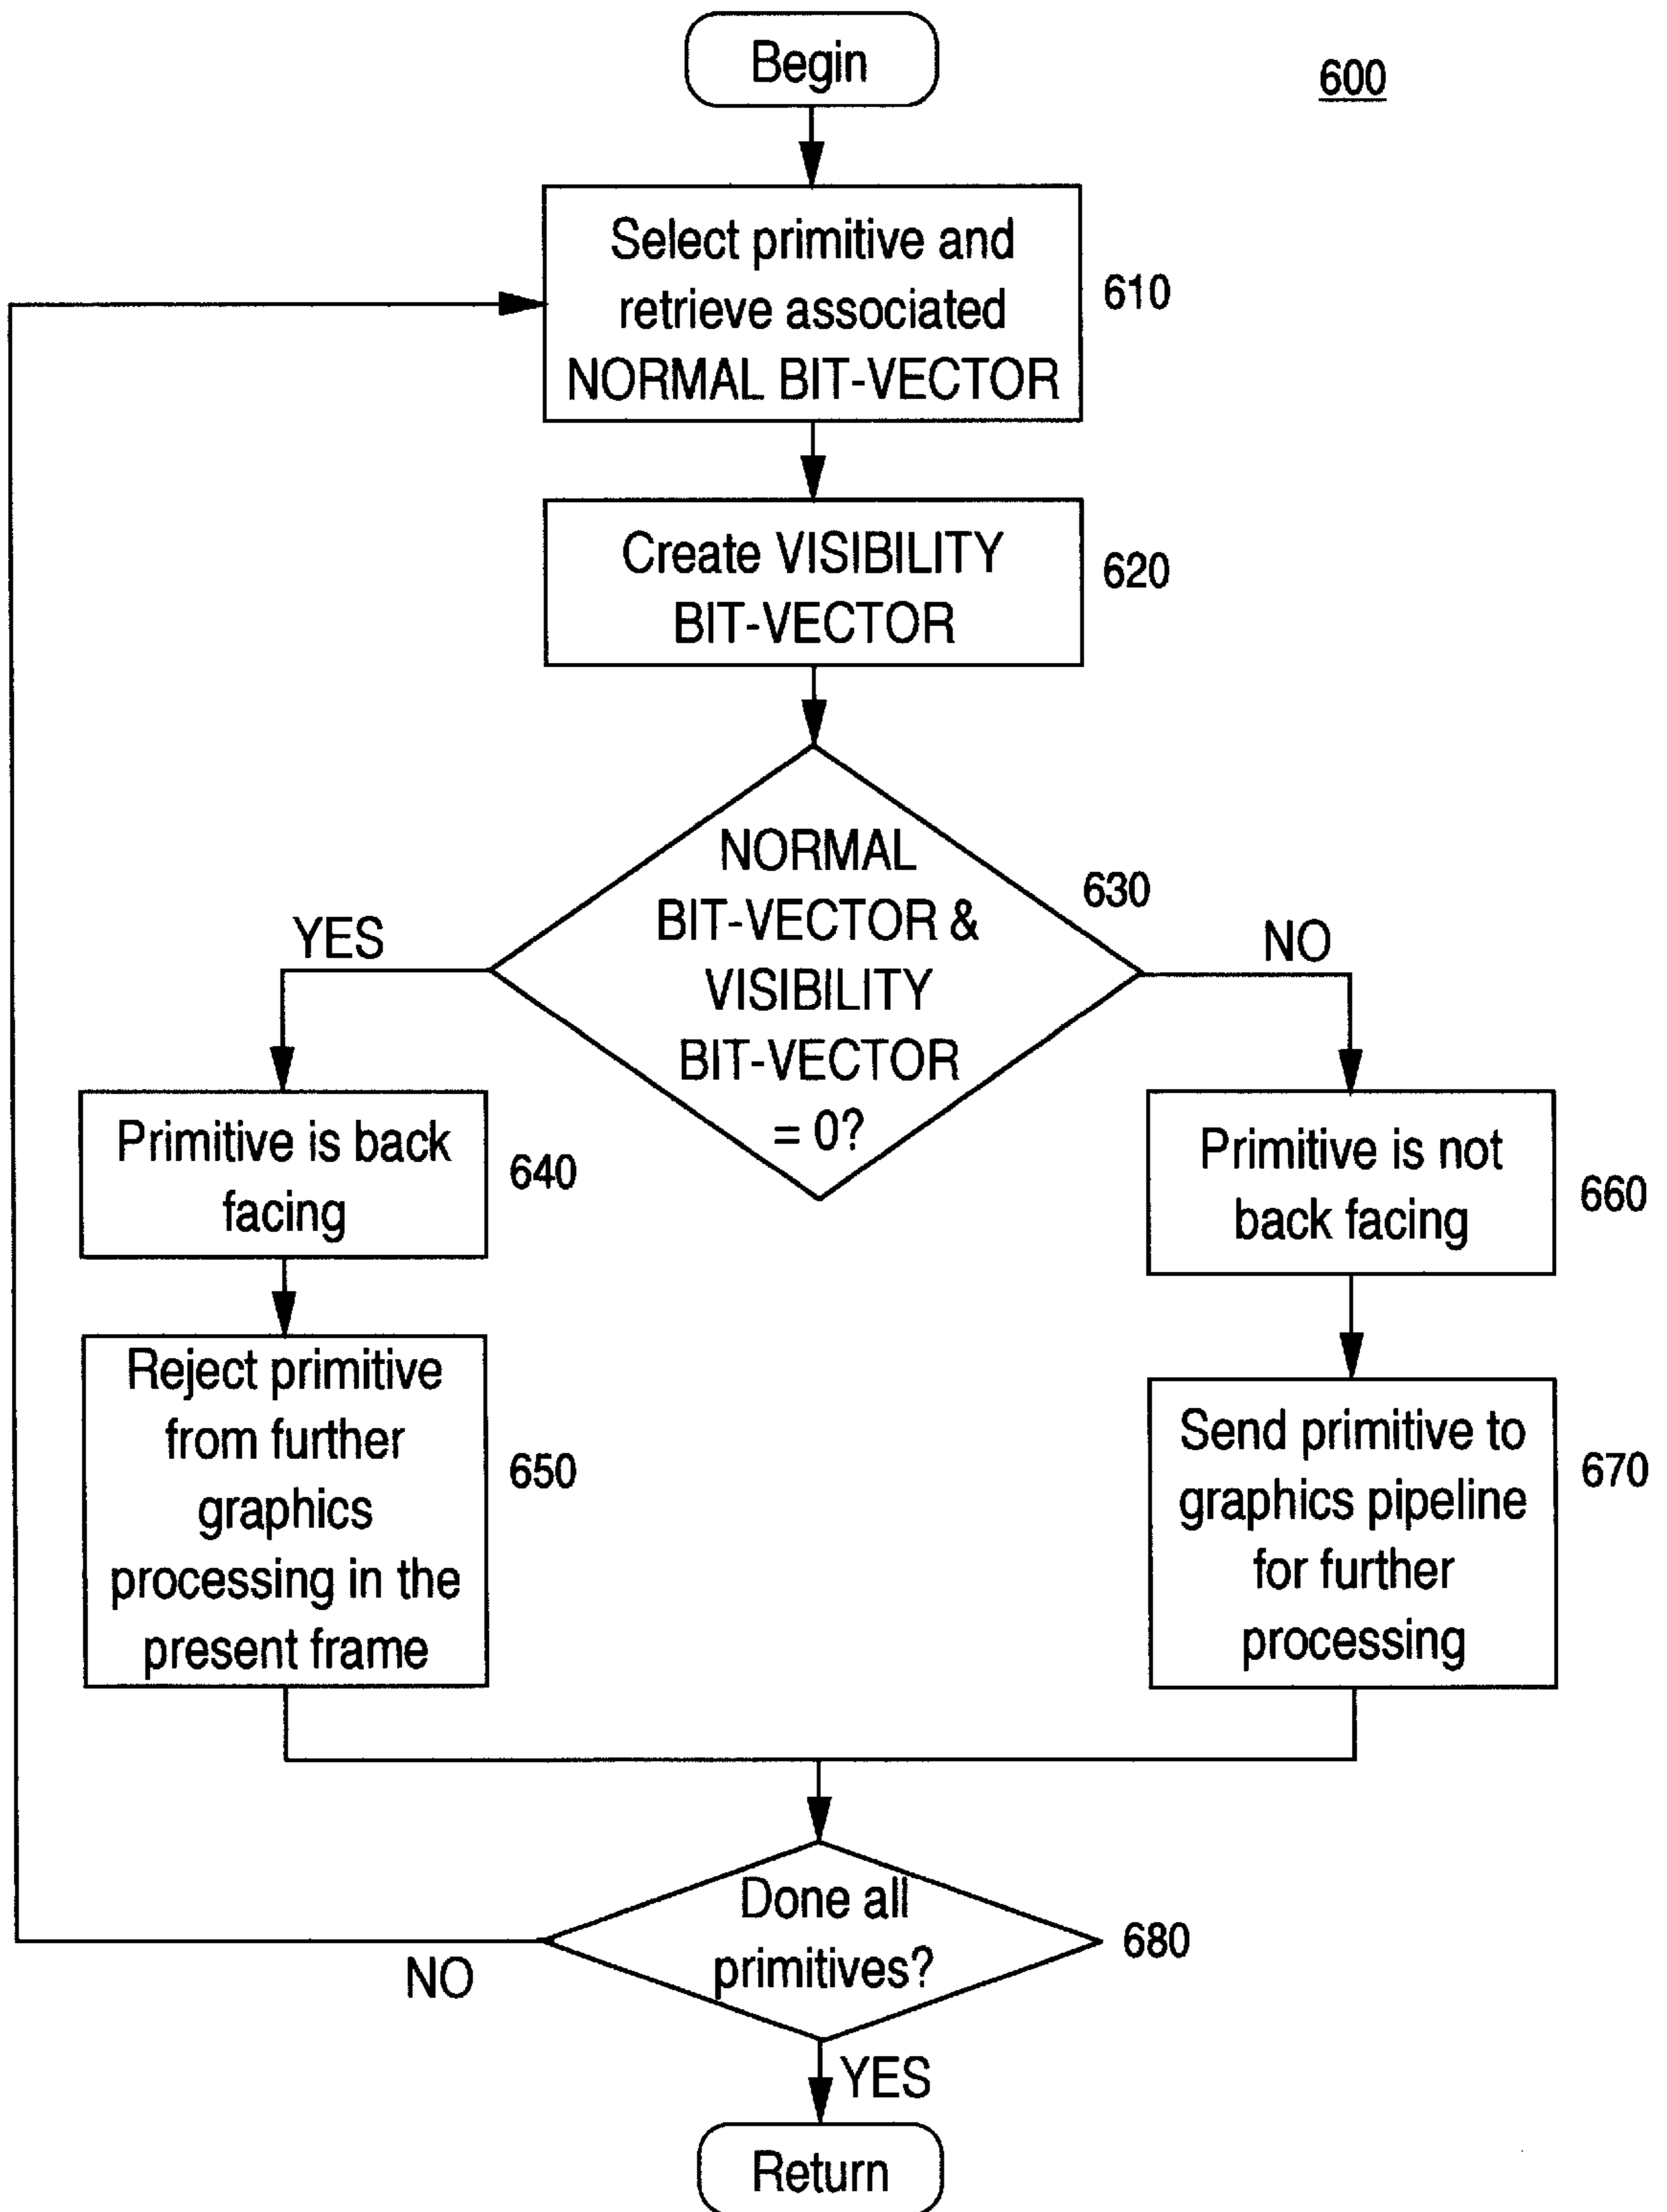 Begin
600
Select primitive and
retrieve associated
NORMAL BIT-VECTOR
610
Create VISIBILITY
BIT-VECTOR
620
NORMAL
BIT-VECTOR &
VISIBILITY
BIT-VECTOR
= 0?
630
YES
NO
Primitive is back
facing
640
Primitive is not
back facing
660
Reject primitive
from further
graphics
processing in the
present frame
650
Send primitive to
graphics pipeline
for further
processing
670
Done all
primitives?
680
NO
YES
Return